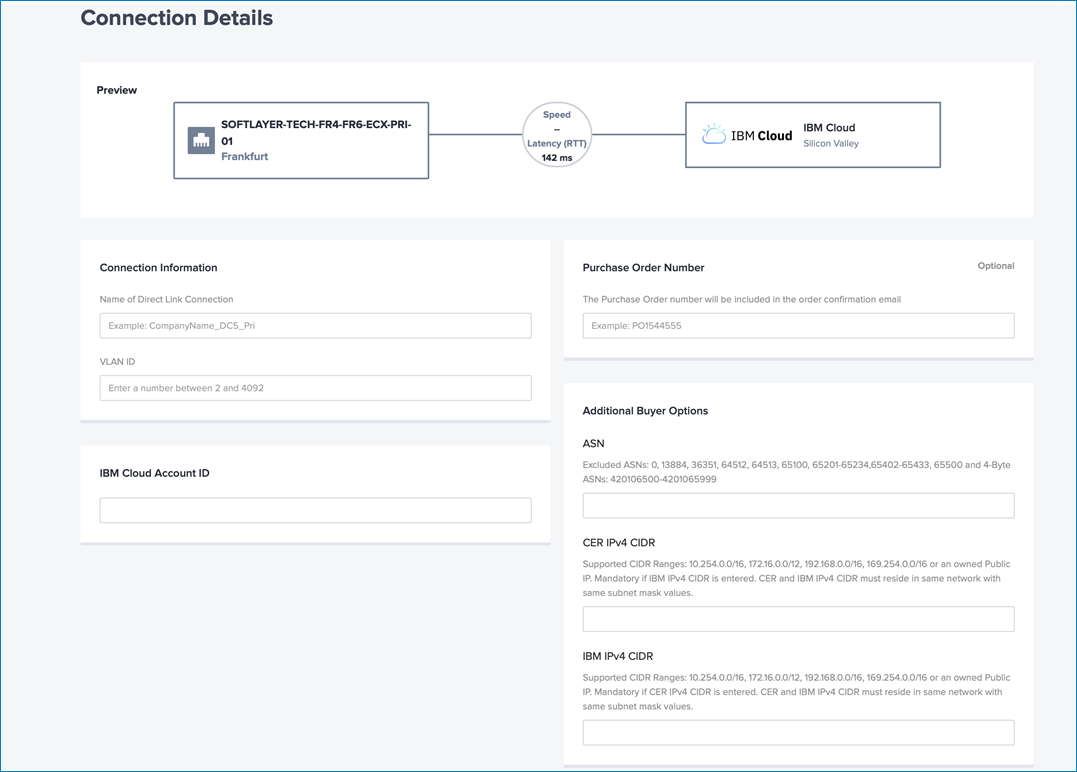 Connection Details
Preview
SOFTLAYER-TECH-FR4-FR6-ECX-PRI-
01
Frankfurt
Speed
--
Latency (RTT)
142 ms
IBM Cloud
IBM Cloud
Silicon Valley
Connection Information
Name of Direct Link Connection
Example: CompanyName_DC5_Pri
VLAN ID
Enter a number between 2 and 4092
IBM Cloud Account ID
Purchase Order Number
Optional
The Purchase Order number will be included in the order confirmation email
Example: PO1544555
Additional Buyer Options
ASN
Excluded ASNs: 0, 13884, 36351, 64512, 64513, 65100, 65201-65234,65402-65433, 65500 and 4-Byte
ASNs: 420106500-4201065999
CER IPv4 CIDR
Supported CIDR Ranges: 10.254.0.0/16, 172.16.0.0/12, 192.168.0.0/16, 169.254.0.0/16 or an owned Public
IP. Mandatory if IBM IPv4 CIDR is entered. CER and IBM IPv4 CIDR must reside in same network with
same subnet mask values.
IBM IPv4 CIDR
Supported CIDR Ranges: 10.254.0.0/16, 172.16.0.0/12, 192.168.0.0/16, 169.254.0.0/16 or an owned Public
IP. Mandatory if CER IPv4 CIDR is entered. CER and IBM IPv4 CIDR must reside in same network with
same subnet mask values.